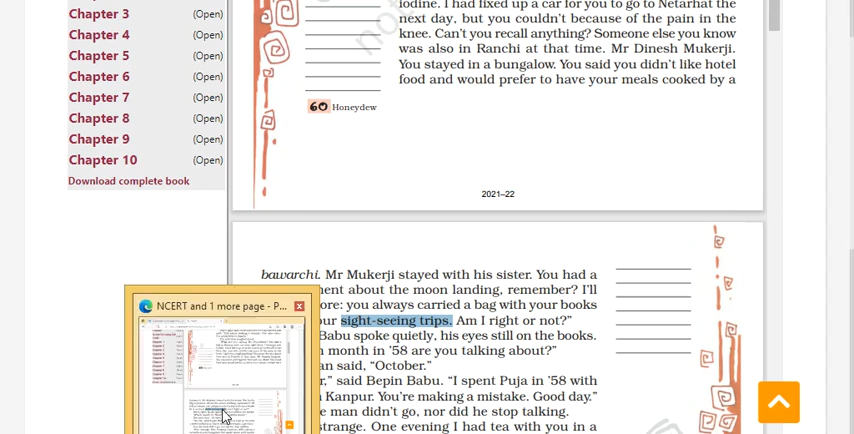 Chapter 3 (Open)
Chapter 4 (Open)
Chapter 5 (Open)
Chapter 6 (Open)
Chapter 7 (Open)
Chapter 8 (Open)
Chapter 9 (Open)
Chapter 10 (Open)
Download complete book
iodine. I had fixed up a car for you to go to Netarhat the
next day, but you couldn't because of the pain in the
knee. Can't you recall anything? Someone else you know
was also in Ranchi at that time. Mr Dinesh Mukerji.
You stayed in a bungalow. You said you didn't like hotel
food and would prefer to have your meals cooked by a
60 Honeydew
not
2021–22
bawarchi. Mr Mukerji stayed with his sister. You had a
ment about the moon landing, remember? I'll
ore: you always carried a bag with your books
ur sight-seeing trips. Am I right or not?"
Babu spoke quietly, his eyes still on the books.
n month in '58 are you talking about?"
an said, "October."
r," said Bepin Babu. "I spent Puja in '58 with
Kanpur. You're making a mistake. Good day."
e man didn't go, nor did he stop talking.
strange. One evening I had tea with you in a
NCERT and 1 more page - P...